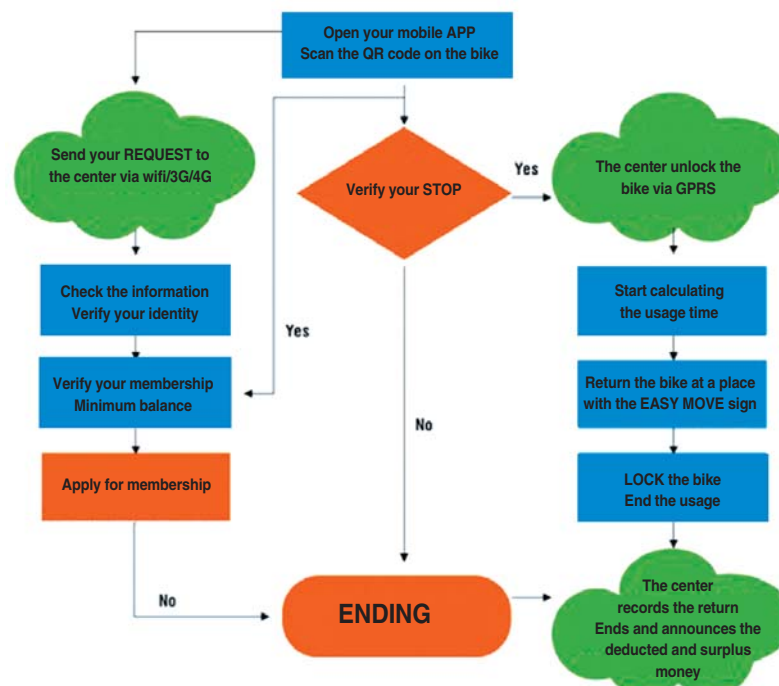 Open your mobile APP
Scan the QR code on the bike
Send your REQUEST to
the center via wifi/3G/4G
Verify your STOP
Yes
The center unlock the
bike via GPRS
Check the information
Verify your identity
Yes
Start calculating
the usage time
Verify your membership
Minimum balance
Return the bike at a place
with the EASY MOVE sign
No
Apply for membership
LOCK the bike
End the usage
No
ENDING
The center
records the return
Ends and announces the
deducted and surplus
money